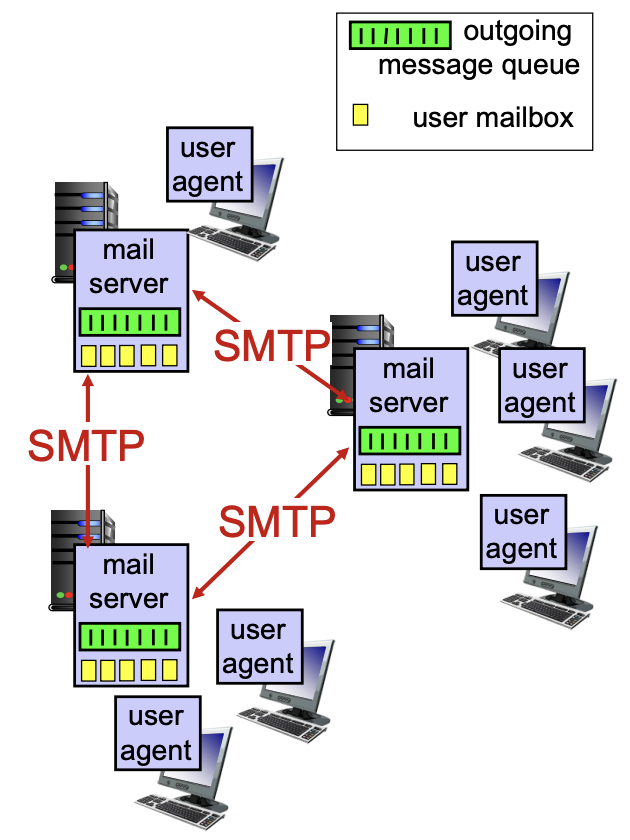 outgoing
message queue
user mailbox
user
agent
mail
server
user
agent
SMTP
mail
server
user
agent
SMTP
SMTP
user
agent
mail
server
user
agent
user
agent